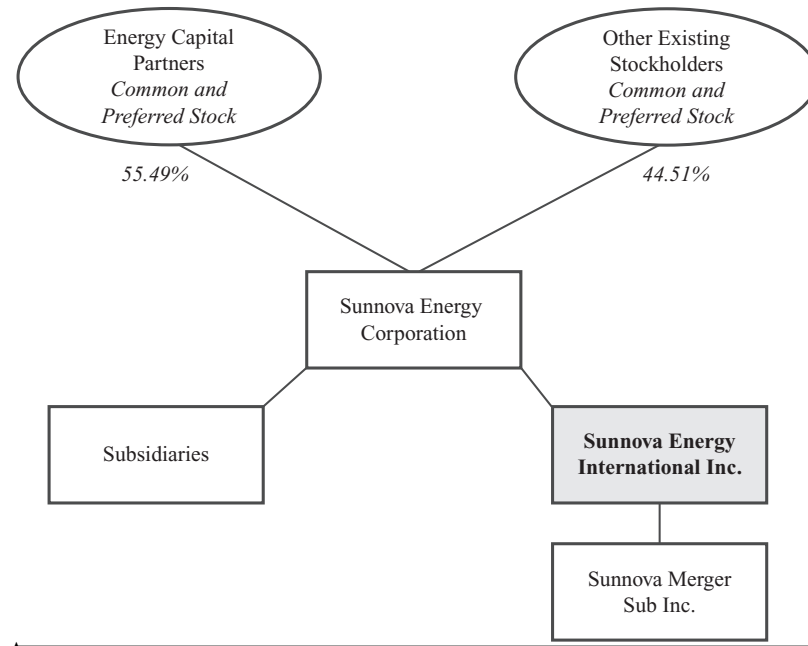 Energy Capital
Partners
Common and
Preferred Stock
Other Existing
Stockholders
Common and
Preferred Stock
55.49%
44.51%
Sunnova Energy
Corporation
Subsidiaries
Sunnova Energy
International Inc.
Sunnova Merger
Sub Inc.